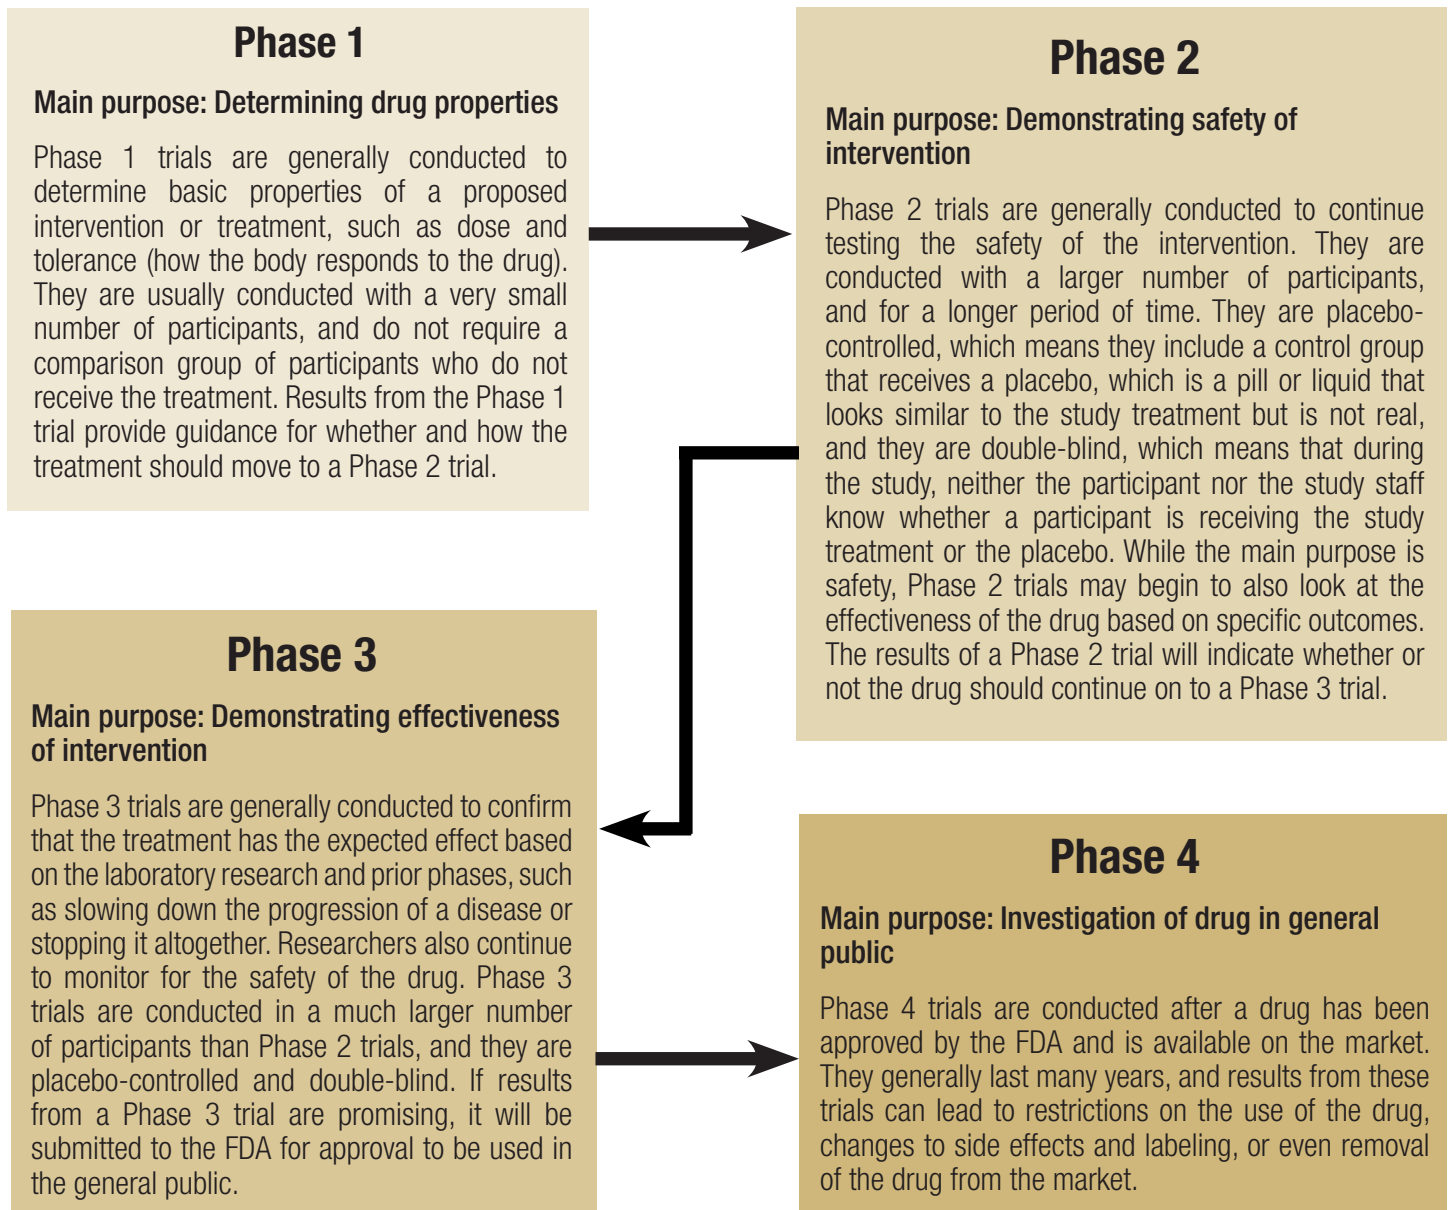 Phase 1
Main purpose: Determining drug properties
Phase 1 trials are generally conducted to
determine basic properties of a proposed
intervention or treatment, such as dose and
tolerance (how the body responds to the drug).
They are usually conducted with a very small
number of participants, and do not require a
comparison group of participants who do not
receive the treatment. Results from the Phase 1
trial provide guidance for whether and how the
treatment should move to a Phase 2 trial.
Phase 2
Main purpose: Demonstrating safety of
intervention
Phase 2 trials are generally conducted to continue
testing the safety of the intervention. They are
conducted with a larger number of participants,
and for a longer period of time. They are placebo-
controlled, which means they include a control group
that receives a placebo, which is a pill or liquid that
looks similar to the study treatment but is not real,
and they are double-blind, which means that during
the study, neither the participant nor the study staff
know whether a participant is receiving the study
treatment or the placebo. While the main purpose is
safety, Phase 2 trials may begin to also look at the
effectiveness of the drug based on specific outcomes.
The results of a Phase 2 trial will indicate whether or
not the drug should continue on to a Phase 3 trial.
Phase 3
Main purpose: Demonstrating effectiveness
of intervention
Phase 3 trials are generally conducted to confirm
that the treatment has the expected effect based
on the laboratory research and prior phases, such
as slowing down the progression of a disease or
stopping it altogether. Researchers also continue
to monitor for the safety of the drug. Phase 3
trials are conducted in a much larger number
of participants than Phase 2 trials, and they are
placebo-controlled and double-blind. If results
from a Phase 3 trial are promising, it will be
submitted to the FDA for approval to be used in
the general public.
Phase 4
Main purpose: Investigation of drug in general
public
Phase 4 trials are conducted after a drug has been
approved by the FDA and is available on the market.
They generally last many years, and results from these
trials can lead to restrictions on the use of the drug,
changes to side effects and labeling, or even removal
of the drug from the market.